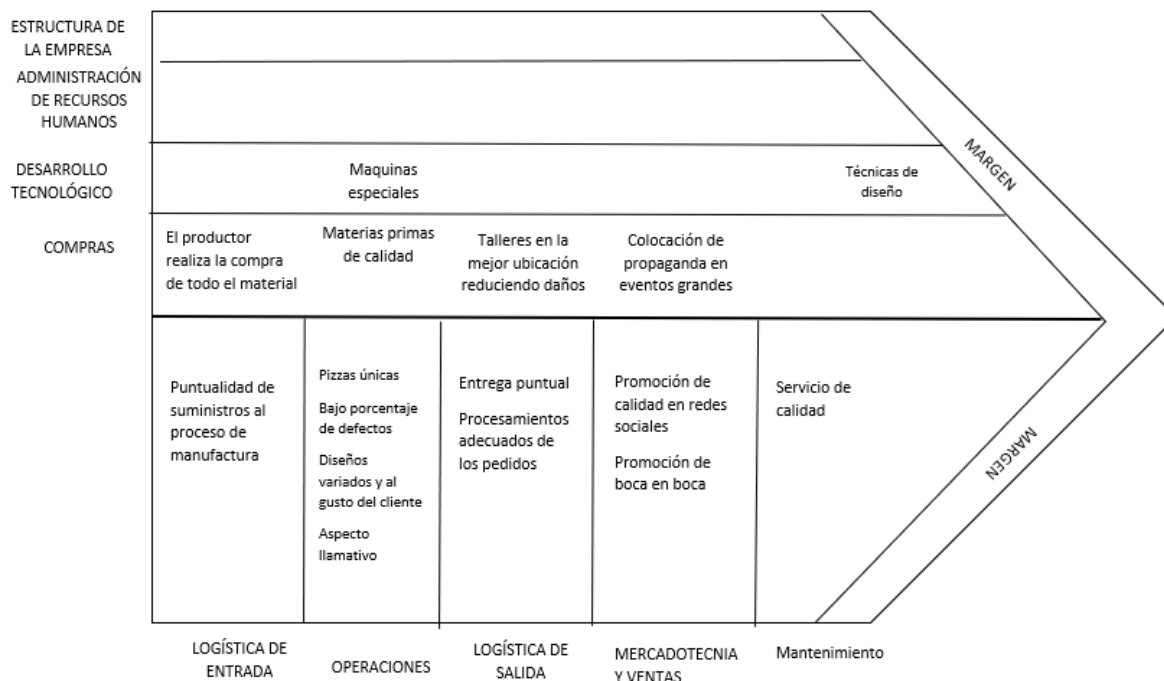 ESTRUCTURA DE
LA EMPRESA
ADMINISTRACIÓN
DE RECURSOS
HUMANOS
DESARROLLO
TECNOLÓGICO
Maquinas
especiales
Técnicas de
diseño
MARGEN
COMPRAS
El productor
realiza la compra
de todo el material
Materias primas
de calidad
Talleres en la
mejor ubicación
reduciendo daños
Colocación de
propaganda en
eventos grandes
Puntualidad de
suministros al
proceso de
manufactura
Pizzas únicas
Bajo porcentaje
de defectos
Diseños
variados y al
gusto del cliente
Aspecto
llamativo
Entrega puntual
Procesamientos
adecuados de
los pedidos
Promoción de
calidad en redes
sociales
Promoción de
boca en boca
Servicio de
calidad
MARGEN
LOGÍSTICA DE
ENTRADA
OPERACIONES
LOGÍSTICA DE
SALIDA
MERCADOTECNIA
Y VENTAS
Mantenimiento